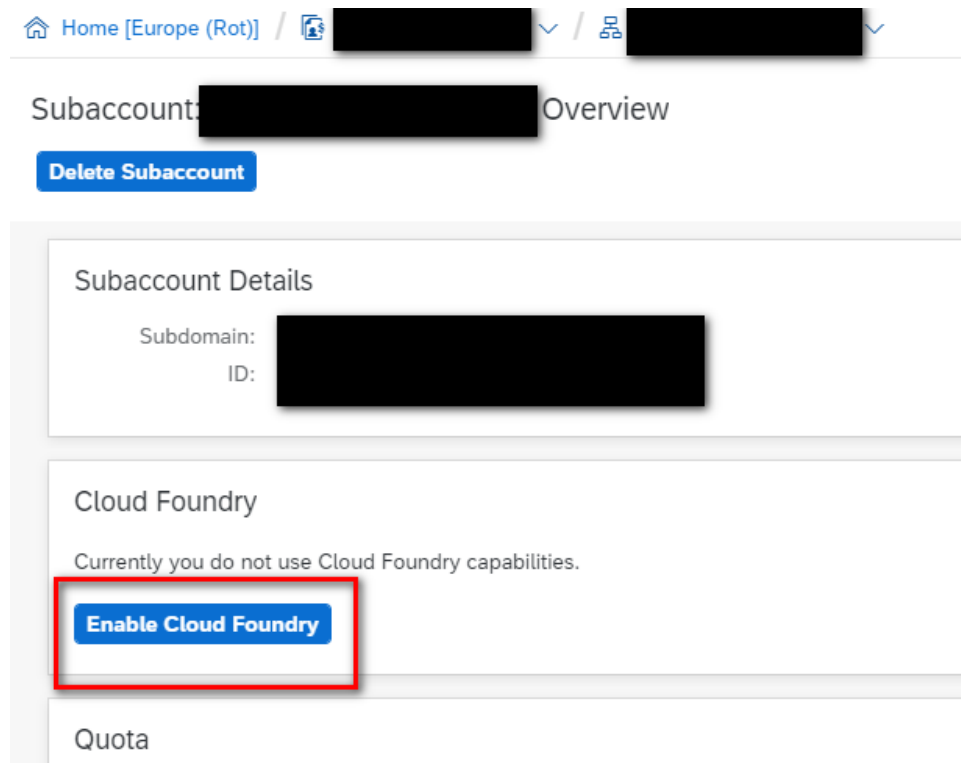 Home [Europe (Rot)] / /
Subaccount: Overview
Delete Subaccount
Subaccount Details
Subdomain:
ID:
Cloud Foundry
Currently you do not use Cloud Foundry capabilities.
Enable Cloud Foundry
Quota